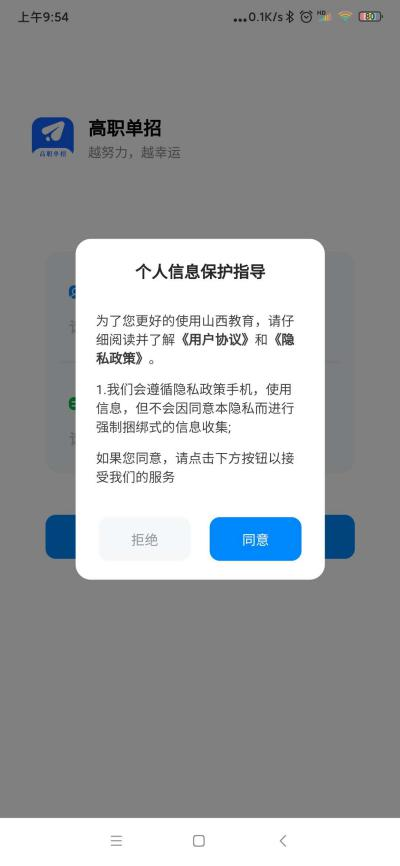 上午9:54
...0.1K/s
HD
80
高职单招
高职单招
越努力，越幸运
个人信息保护指导
为了您更好的使用山西教育，请仔
细阅读并了解《用户协议》和《隐
私政策》。
1.我们会遵循隐私政策手机，使用
信息，但不会因同意本隐私而进行
强制捆绑式的信息收集;
如果您同意，请点击下方按钮以接
受我们的服务
拒绝
同意